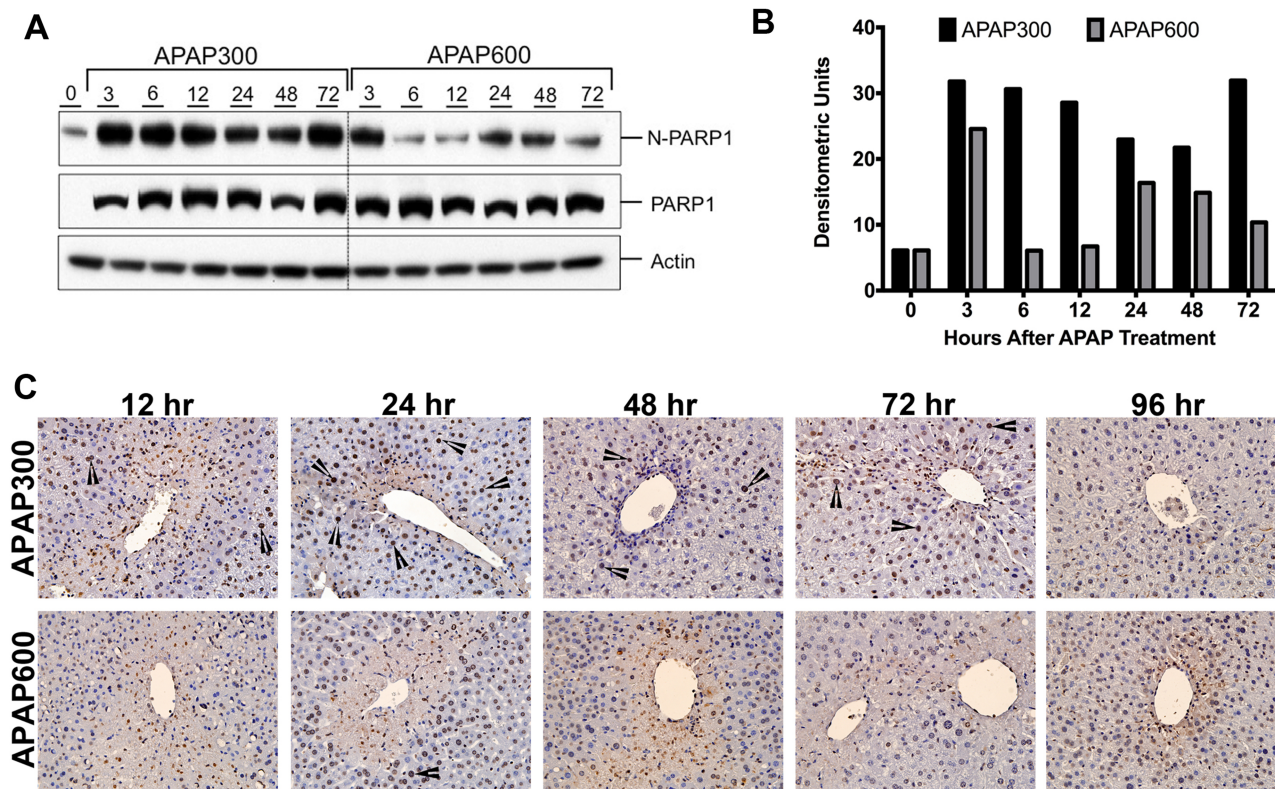 A
APAP300 APAP600
0 3 6 12 24 48 72 3 6 12 24 48 72
N-PARP1
PARP1
Actin
B
APAP300 APAP600
Densitometric Units
40
30
20
10
0
0 3 6 12 24 48 72
Hours After APAP Treatment
C
12 hr 24 hr 48 hr 72 hr 96 hr
APAP300
APAP600